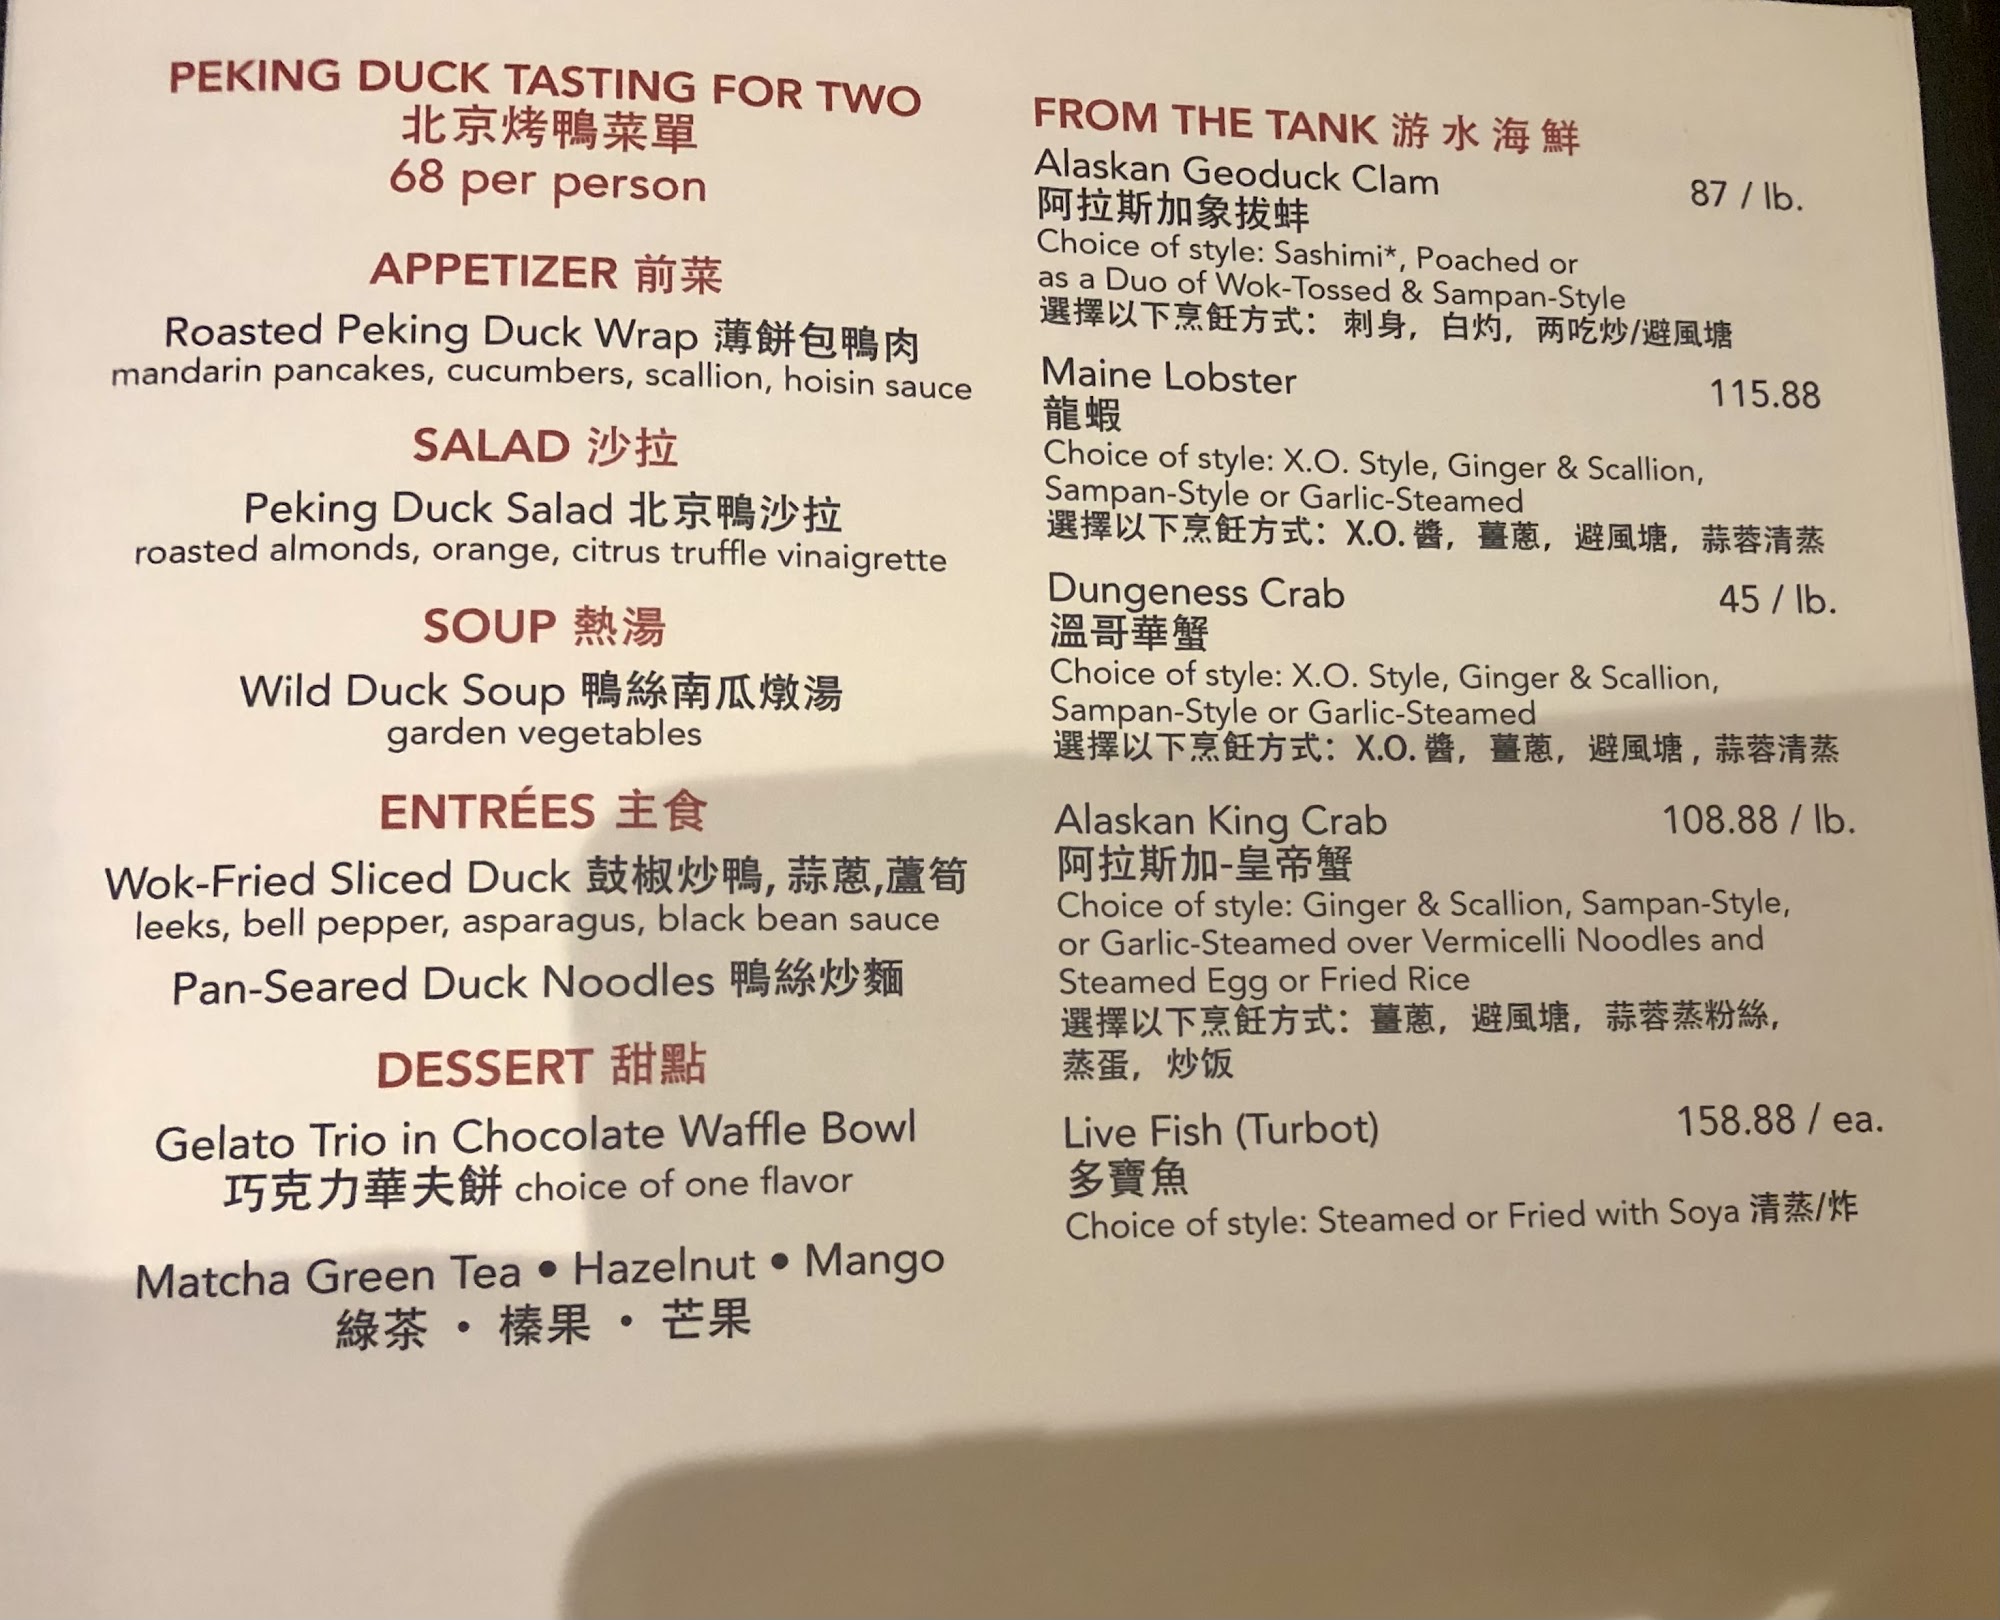 PEKING DUCK TASTING FOR TWO
北京烤鴨菜單
68 per person
APPETIZER 前菜
Roasted Peking Duck Wrap 薄餅包鴨肉
mandarin pancakes, cucumbers, scallion, hoisin sauce
SALAD 沙拉
Peking Duck Salad 北京鴨沙拉
roasted almonds, orange, citrus truffle vinaigrette
SOUP 熱湯
Wild Duck Soup 鴨絲南瓜燉湯
garden vegetables
ENTRÉES 主食
Wok-Fried Sliced Duck 鼓椒炒鴨, 蒜蔥,蘆筍
leeks, bell pepper, asparagus, black bean sauce
Pan-Seared Duck Noodles 鴨絲炒麵
DESSERT 甜點
Gelato Trio in Chocolate Waffle Bowl
巧克力華夫餅 choice of one flavor
Matcha Green Tea • Hazelnut • Mango
綠茶 • 榛果 • 芒果
FROM THE TANK 游水海鮮
Alaskan Geoduck Clam 87 / lb.
阿拉斯加象拔蚌
Choice of style: Sashimi*, Poached or
as a Duo of Wok-Tossed & Sampan-Style
選擇以下烹飪方式： 刺身，白灼，两吃炒/避風塘
Maine Lobster 115.88
龍蝦
Choice of style: X.O. Style, Ginger & Scallion,
Sampan-Style or Garlic-Steamed
選擇以下烹飪方式：X.O. 醬，薑蔥，避風塘，蒜蓉清蒸
Dungeness Crab 45 / lb.
溫哥華蟹
Choice of style: X.O. Style, Ginger & Scallion,
Sampan-Style or Garlic-Steamed
選擇以下烹飪方式：X.O. 醬，薑蔥，避風塘 , 蒜蓉清蒸
Alaskan King Crab 108.88 / lb.
阿拉斯加-皇帝蟹
Choice of style: Ginger & Scallion, Sampan-Style,
or Garlic-Steamed over Vermicelli Noodles and
Steamed Egg or Fried Rice
選擇以下烹飪方式：薑蔥，避風塘，蒜蓉蒸粉絲，
蒸蛋，炒饭
Live Fish (Turbot) 158.88 / ea.
多寶魚
Choice of style: Steamed or Fried with Soya 清蒸/炸